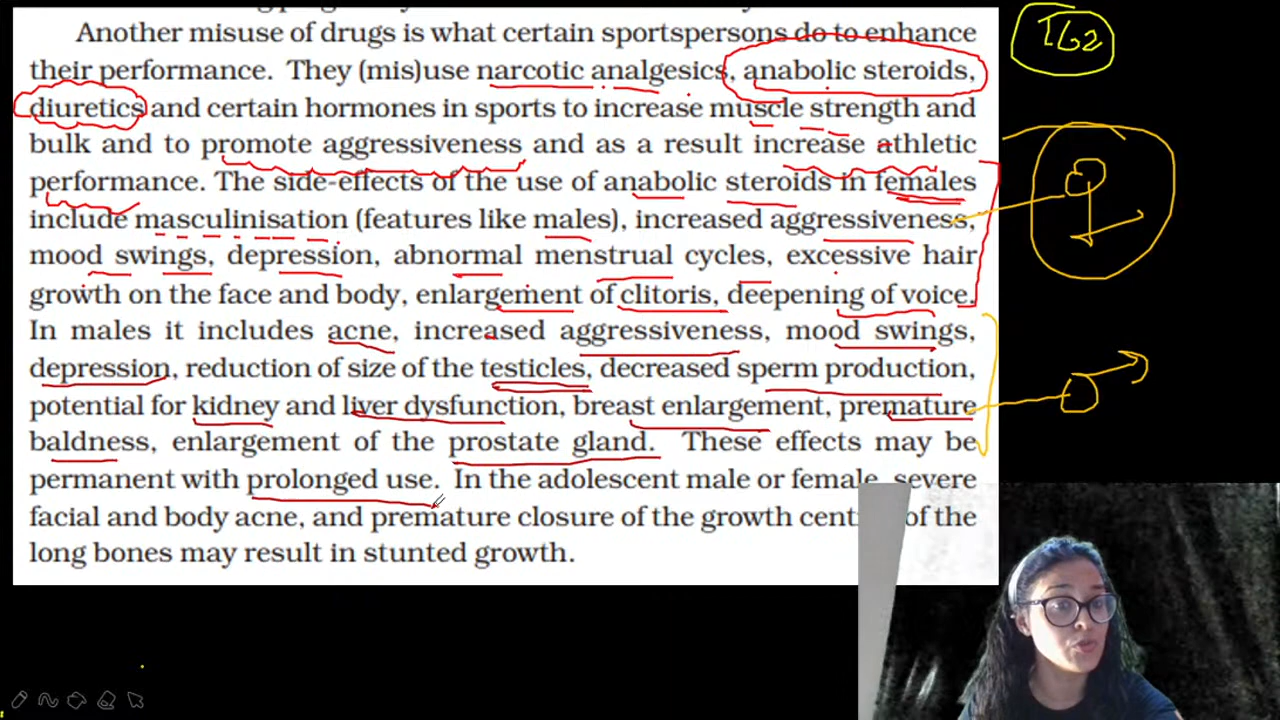 Another misuse of drugs is what certain sportspersons do to enhance
their performance. They (mis)use narcotic analgesics, anabolic steroids,
diuretics and certain hormones in sports to increase muscle strength and
bulk and to promote aggressiveness and as a result increase athletic
performance. The side-effects of the use of anabolic steroids in females
include masculinisation (features like males), increased aggressiveness,
mood swings, depression, abnormal menstrual cycles, excessive hair
growth on the face and body, enlargement of clitoris, deepening of voice.
In males it includes acne, increased aggressiveness, mood swings,
depression, reduction of size of the testicles, decreased sperm production,
potential for kidney and liver dysfunction, breast enlargement, premature
baldness, enlargement of the prostate gland. These effects may be
permanent with prolonged use. In the adolescent male or female, severe
facial and body acne, and premature closure of the growth of the
long bones may result in stunted growth.